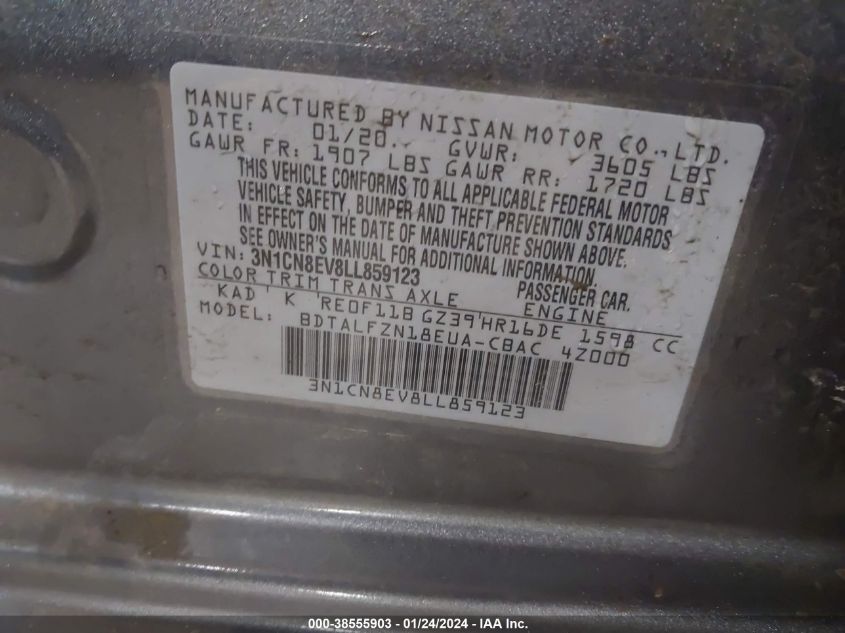 MANUFACTURED BY NISSAN MOTOR CO., LTD.
DATE: 01/20 GVWR: 3605 LBS
GAWR FR: 1907 LBS GAWR RR: 1720 LBS
THIS VEHICLE CONFORMS TO ALL APPLICABLE FEDERAL MOTOR
VEHICLE SAFETY, BUMPER AND THEFT PREVENTION STANDARDS
IN EFFECT ON THE DATE OF MANUFACTURE SHOWN ABOVE.
SEE OWNER'S MANUAL FOR ADDITIONAL INFORMATION.
VIN: 3N1CN8EV8LL859123 PASSENGER CAR.
COLOR TRIM TRANS AXLE ENGINE
KAD ' K 'RE0F11B GZ39'HR16DE 1598 CC
MODEL: BDTALFZN18EUA-CBAC 4Z000
3N1CN8EV8LL859123
000-38555903 - 01/24/2024 - IAA Inc.